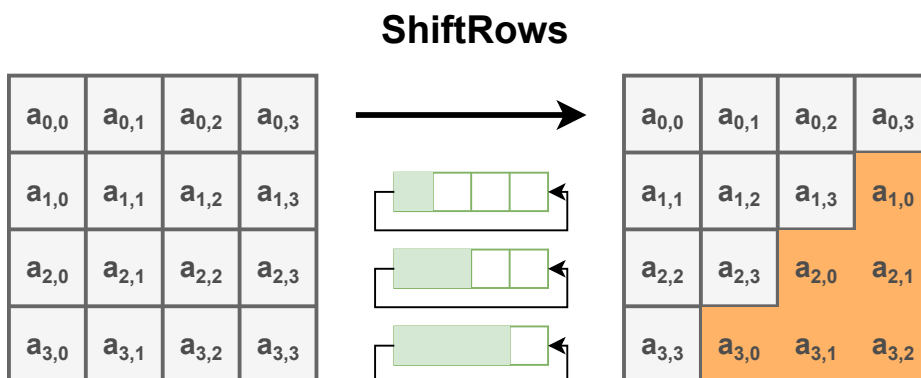 ShiftRows
a0,0 a0,1 a0,2 a0,3 a0,0 a0,1 a0,2 a0,3
a1,0 a1,1 a1,2 a1,3 a1,1 a1,2 a1,3 a1,0
a2,0 a2,1 a2,2 a2,3 a2,2 a2,3 a2,0 a2,1
a3,0 a3,1 a3,2 a3,3 a3,3 a3,0 a3,1 a3,2